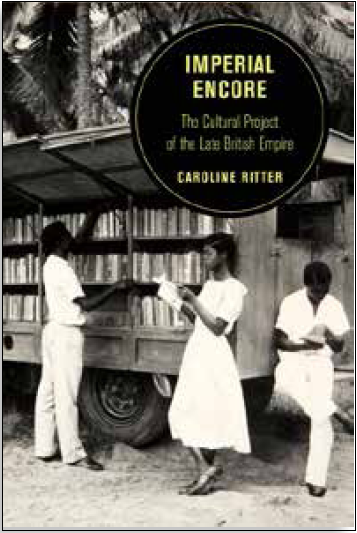 IMPERIAL
ENCORE
The Cultural Project
of the Late British Empire
CAROLINE RITTER